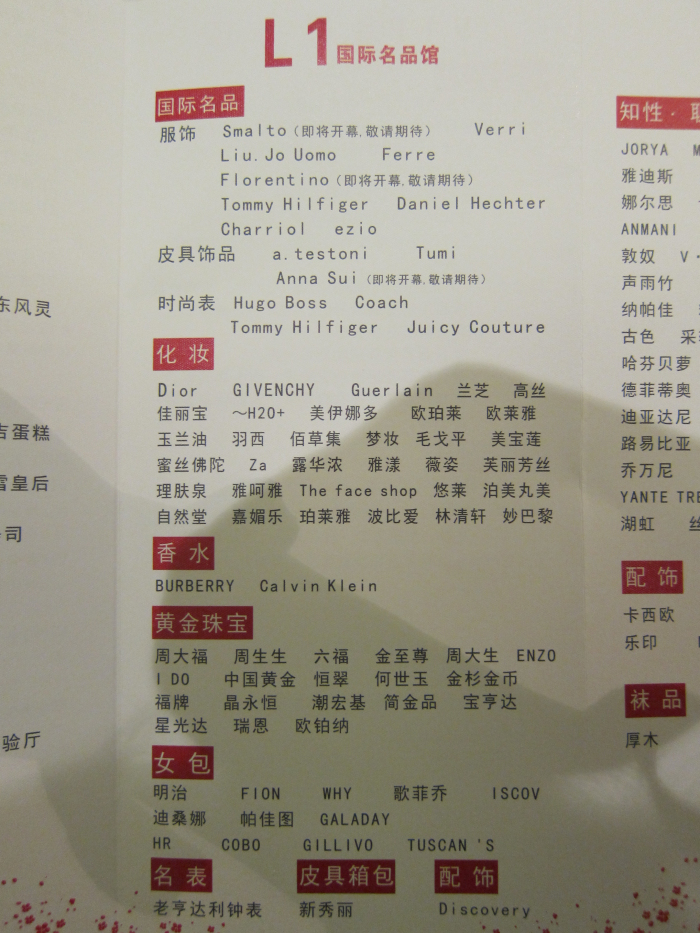 L1 国际名品馆
国际名品
服饰 Smalto(即将开幕,敬请期待) Verri
Liu.Jo Uomo Ferre
Florentino(即将开幕,敬请期待)
Tommy Hilfiger Daniel Hechter
Charriol ezio
皮具饰品 a.testoni Tumi
Anna Sui(即将开幕,敬请期待)
时尚表 Hugo Boss Coach
Tommy Hilfiger Juicy Couture
化妆
Dior GIVENCHY Guerlain 兰芝 高丝
佳丽宝 ～H2O+ 美伊娜多 欧珀莱 欧莱雅
玉兰油 羽西 佰草集 梦妆 毛戈平 美宝莲
蜜丝佛陀 Za 露华浓 雅漾 薇姿 芙丽芳丝
理肤泉 雅呵雅 The face shop 悠莱 泊美丸美
自然堂 嘉媚乐 珀莱雅 波比爱 林清轩 妙巴黎
香水
BURBERRY Calvin Klein
黄金珠宝
周大福 周生生 六福 金至尊 周大生 ENZO
I DO 中国黄金 恒翠 何世玉 金杉金币
福牌 晶永恒 潮宏基 简金品 宝亨达
星光达 瑞恩 欧铂纳
女包
明治 FION WHY 歌菲乔 ISCOV
迪桑娜 帕佳图 GALADAY
HR COBO GILLIVO TUSCAN'S
名表 皮具箱包 配饰
老亨达利钟表 新秀丽 Discovery
东风灵
吉蛋糕
雪皇后
司
验厅
知性·
JORYA
雅迪斯
娜尔思
ANMANI
敦奴 V·
声雨竹
纳帕佳
古色
哈芬贝萝
德菲蒂奥
迪亚达尼
路易比亚
乔万尼
YANTE TRE
湖虹
配饰
卡西欧
乐印
袜品
厚木